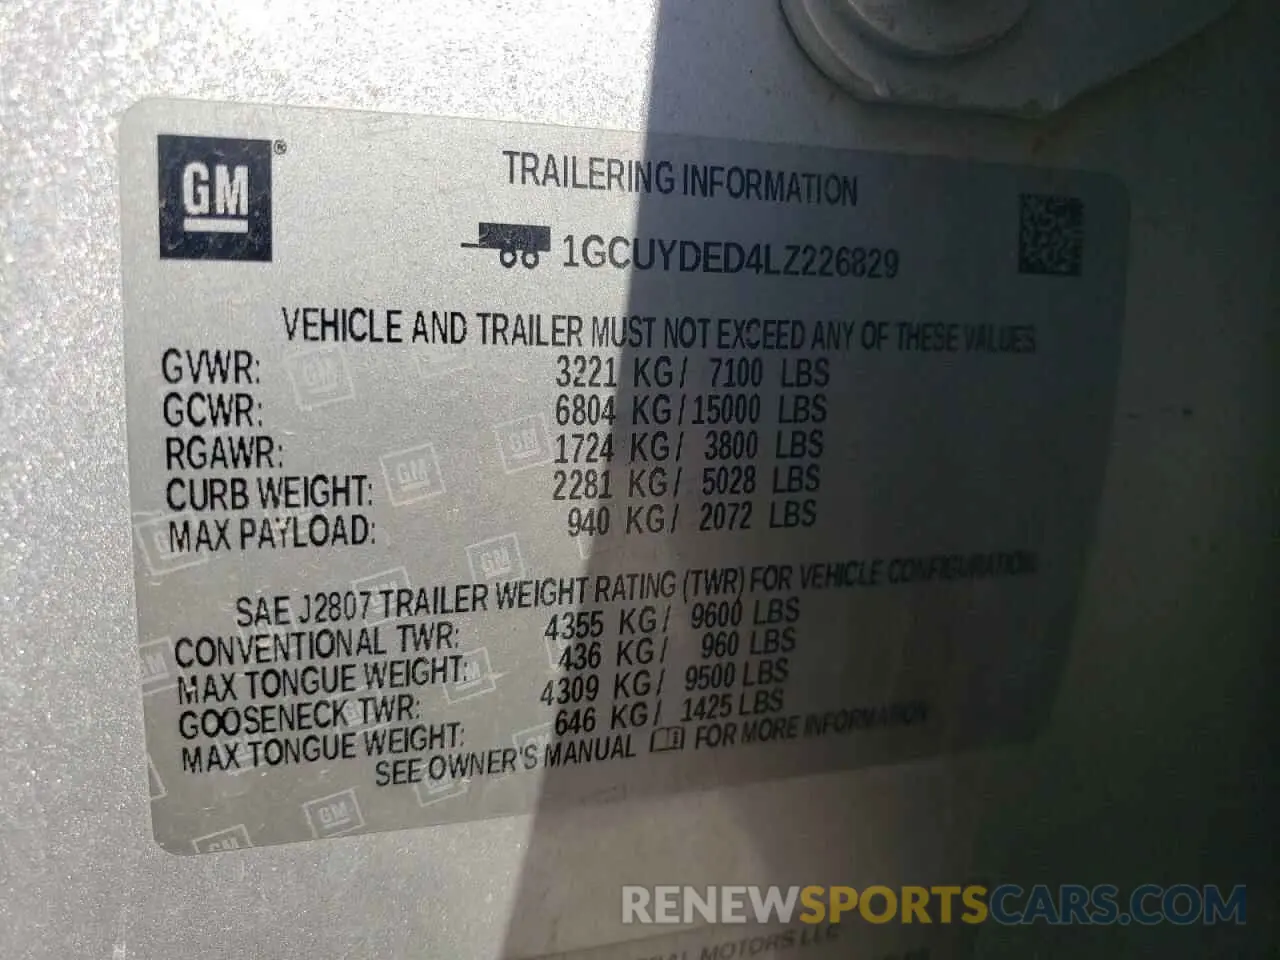 GM®
TRAILERING INFORMATION
1GCUYDED4LZ226829
VEHICLE AND TRAILER MUST NOT EXCEED ANY OF THESE VALUES
GVWR: 3221 KG/ 7100 LBS
GCWR: 6804 KG/15000 LBS
RGAWR: 1724 KG/ 3800 LBS
CURB WEIGHT: 2281 KG/ 5028 LBS
MAX PAYLOAD: 940 KG/ 2072 LBS
SAE J2807 TRAILER WEIGHT RATING (TWR) FOR VEHICLE CONFIGURATION
CONVENTIONAL TWR: 4355 KG/ 9600 LBS
MAX TONGUE WEIGHT: 436 KG/ 960 LBS
GOOSENECK TWR: 4309 KG/ 9500 LBS
MAX TONGUE WEIGHT: 646 KG/ 1425 LBS
SEE OWNER'S MANUAL FOR MORE INFORMATION
RENEWSPORTSCARS.COM
MOTORS LLC